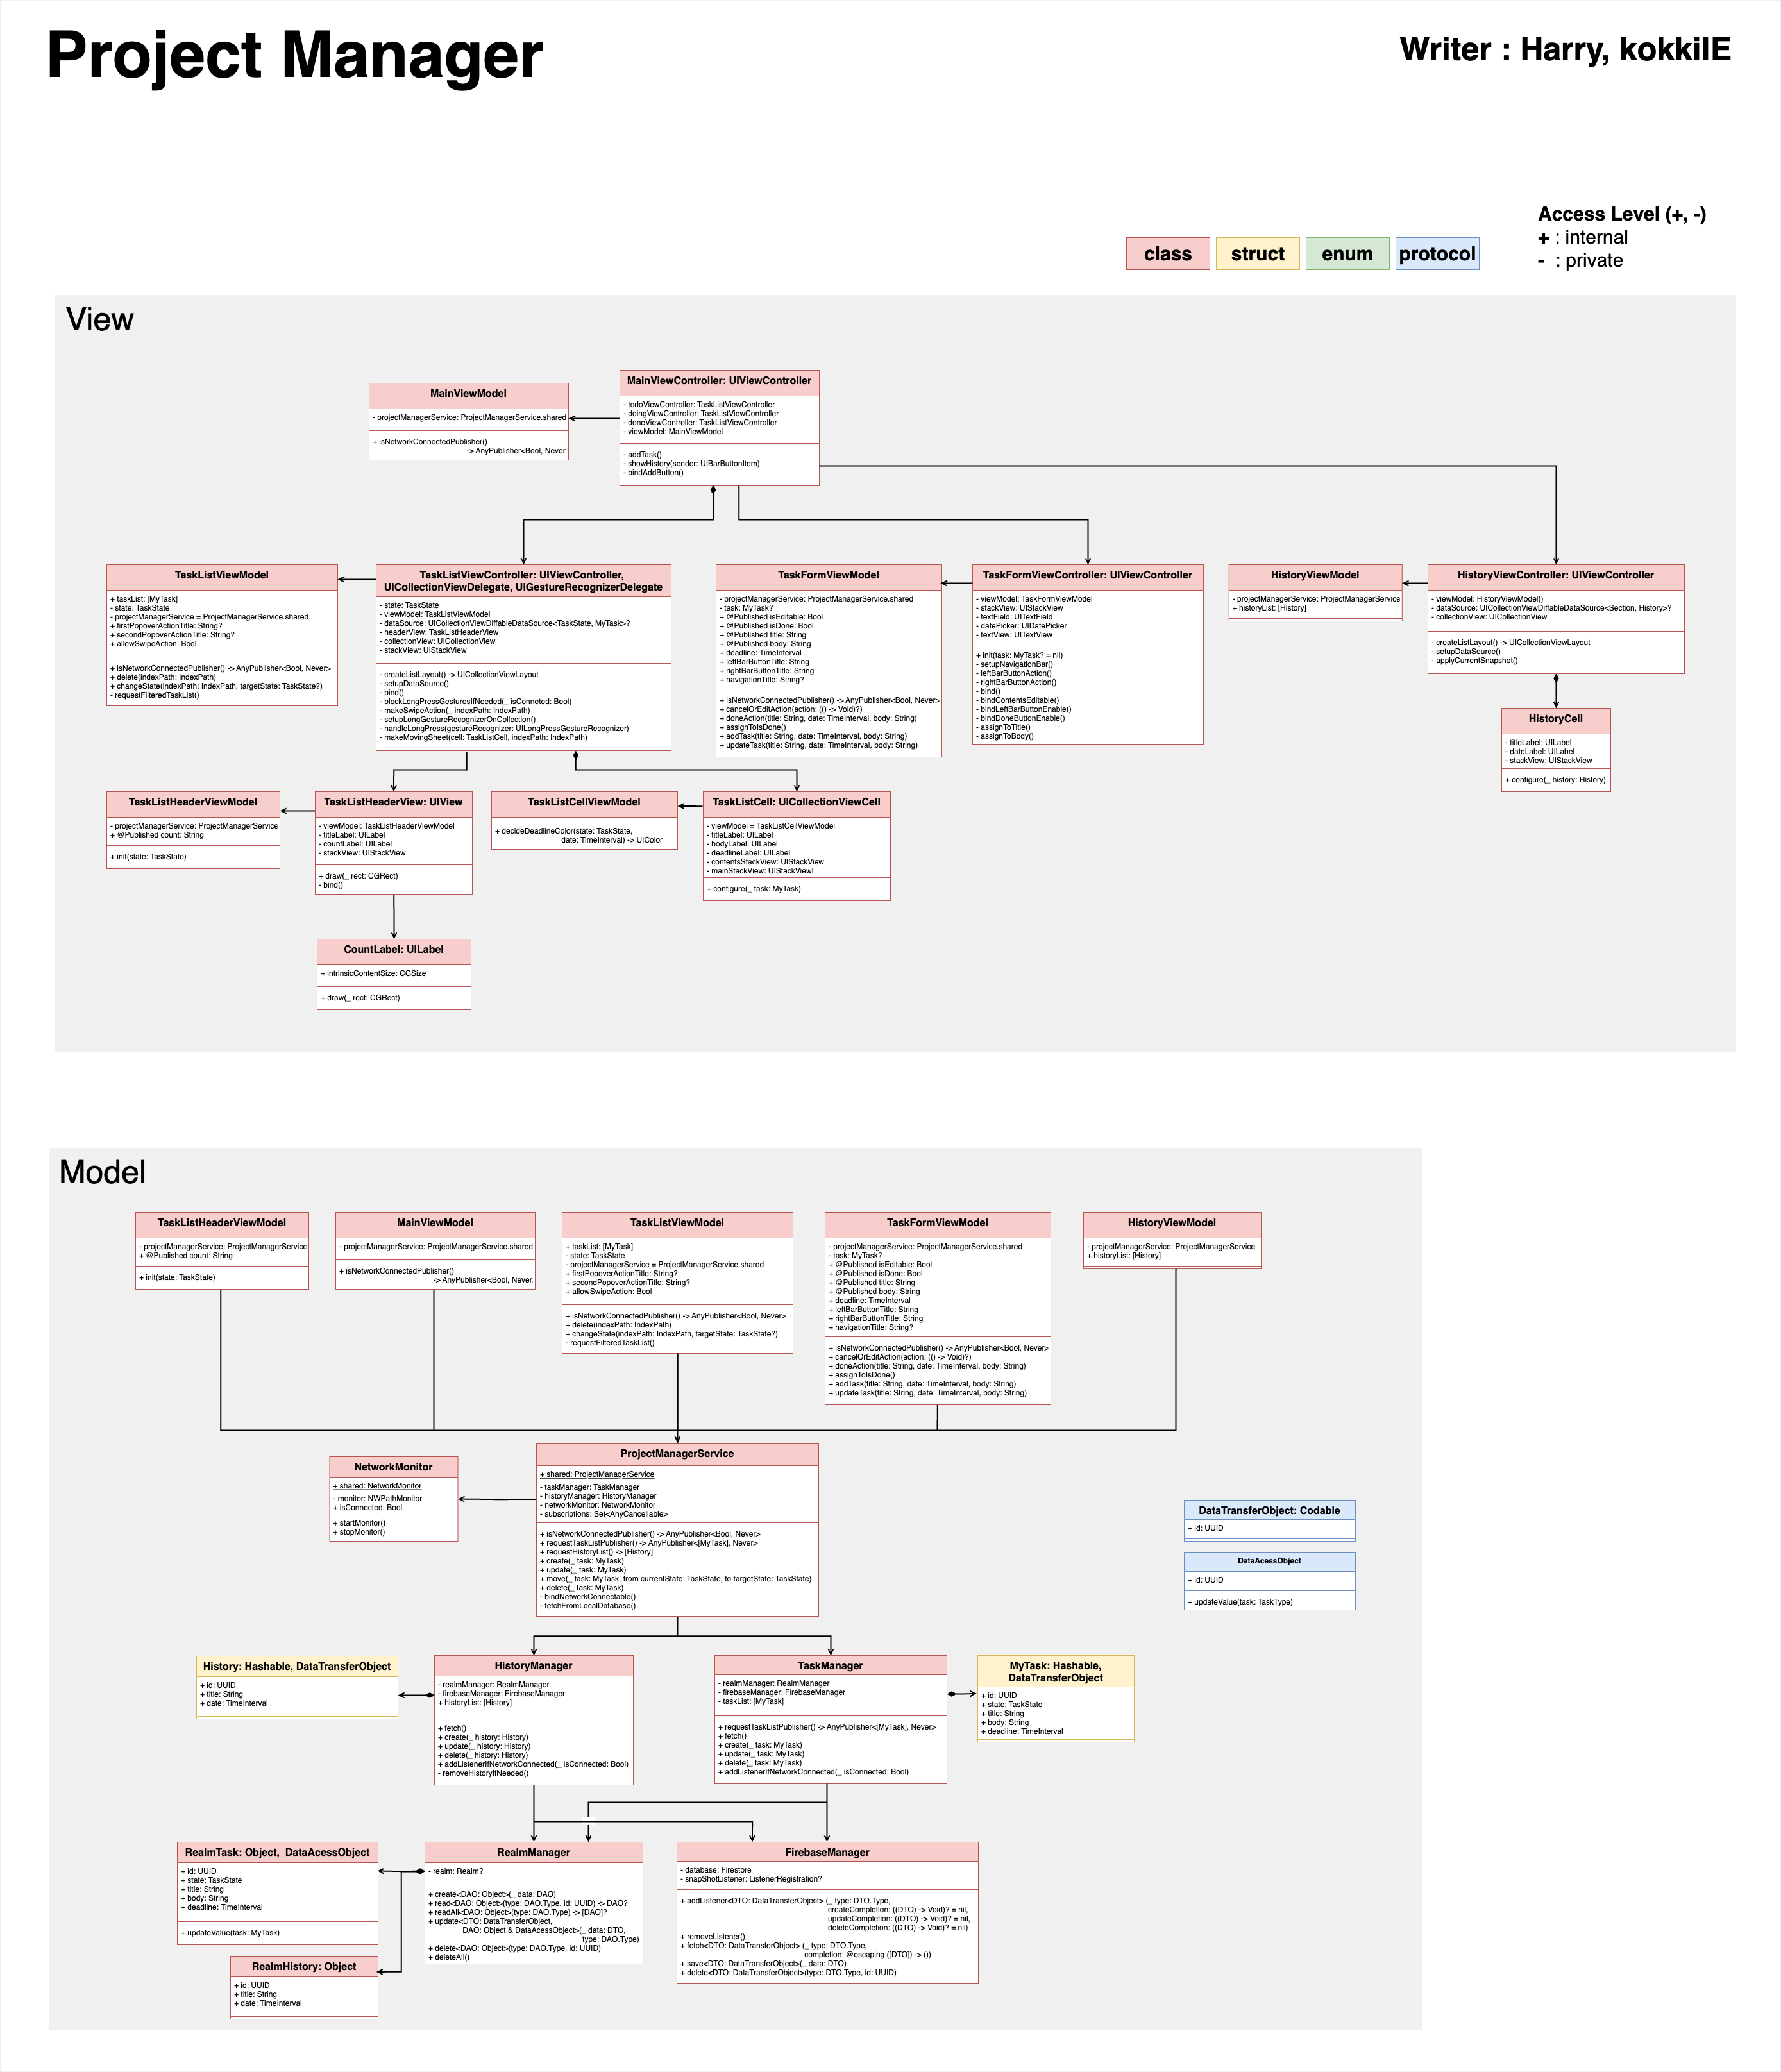 Project Manager
Writer : Harry, kokkilE
Access Level (+, -)
+ : internal
- : private
class
struct
enum
protocol
View
MainViewModel
- projectManagerService: ProjectManagerService.shared
+ isNetworkConnectedPublisher()
-> AnyPublisher<Bool, Never
MainViewController: UIViewController
- todoViewController: TaskListViewController
- doingViewController: TaskListViewController
- doneViewController: TaskListViewController
- viewModel: MainViewModel
- addTask()
- showHistory(sender: UIBarButtonItem)
- bindAddButton()
TaskListViewModel
+ taskList: [MyTask]
- state: TaskState
- projectManagerService = ProjectManagerService.shared
+ firstPopoverActionTitle: String?
+ secondPopoverActionTitle: String?
+ allowSwipeAction: Bool
+ isNetworkConnectedPublisher() -> AnyPublisher<Bool, Never>
+ delete(indexPath: IndexPath)
+ changeState(indexPath: IndexPath, targetState: TaskState?)
- requestFilteredTaskList()
TaskListViewController: UIViewController,
UICollectionViewDelegate, UIGestureRecognizerDelegate
- state: TaskState
- viewModel: TaskListViewModel
- dataSource: UICollectionViewDiffableDataSource<TaskState, MyTask>?
- headerView: TaskListHeaderView
- collectionView: UICollectionView
- stackView: UIStackView
- createListLayout() -> UICollectionViewLayout
- setupDataSource()
- bind()
- blockLongPressGesturesIfNeeded(_ isConneted: Bool)
- makeSwipeAction(_ indexPath: IndexPath)
- setupLongGestureRecognizerOnCollection()
- handleLongPress(gestureRecognizer: UILongPressGestureRecognizer)
- makeMovingSheet(cell: TaskListCell, indexPath: IndexPath)
TaskFormViewModel
- projectManagerService: ProjectManagerService.shared
- task: MyTask?
+ @Published isEditable: Bool
+ @Published isDone: Bool
+ @Published title: String
+ @Published body: String
+ deadline: TimeInterval
+ leftBarButtonTitle: String
+ rightBarButtonTitle: String
+ navigationTitle: String?
+ isNetworkConnectedPublisher() -> AnyPublisher<Bool, Never>
+ cancelOrEditAction(action: (() -> Void)?)
+ doneAction(title: String, date: TimeInterval, body: String)
+ assignToIsDone()
+ addTask(title: String, date: TimeInterval, body: String)
+ updateTask(title: String, date: TimeInterval, body: String)
TaskFormViewController: UIViewController
- viewModel: TaskFormViewModel
- stackView: UIStackView
- textField: UITextField
- datePicker: UIDatePicker
- textView: UITextView
+ init(task: MyTask? = nil)
- setupNavigationBar()
- leftBarButtonAction()
- rightBarButtonAction()
- bind()
- bindContentsEditable()
- bindLeftBarButtonEnable()
- bindDoneButtonEnable()
- assignToTitle()
- assignToBody()
HistoryViewModel
- projectManagerService: ProjectManagerService
+ historyList: [History]
HistoryViewController: UIViewController
- viewModel: HistoryViewModel()
- dataSource: UICollectionViewDiffableDataSource<Section, History>?
- collectionView: UICollectionView
- createListLayout() -> UICollectionViewLayout
- setupDataSource()
- applyCurrentSnapshot()
HistoryCell
- titleLabel: UILabel
- dateLabel: UILabel
- stackView: UIStackView
+ configure(_ history: History)
TaskListHeaderViewModel
- projectManagerService: ProjectManagerService
+ @Published count: String
+ init(state: TaskState)
TaskListHeaderView: UIView
- viewModel: TaskListHeaderViewModel
- titleLabel: UILabel
- countLabel: UILabel
- stackView: UIStackView
+ draw(_ rect: CGRect)
- bind()
TaskListCellViewModel
+ decideDeadlineColor(state: TaskState,
date: TimeInterval) -> UIColor
TaskListCell: UICollectionViewCell
- viewModel = TaskListCellViewModel
- titleLabel: UILabel
- bodyLabel: UILabel
- deadlineLabel: UILabel
- contentsStackView: UIStackView
- mainStackView: UIStackViewl
+ configure(_ task: MyTask)
CountLabel: UILabel
+ intrinsicContentSize: CGSize
+ draw(_ rect: CGRect)
Model
TaskListHeaderViewModel
- projectManagerService: ProjectManagerService
+ @Published count: String
+ init(state: TaskState)
MainViewModel
- projectManagerService: ProjectManagerService.shared
+ isNetworkConnectedPublisher()
-> AnyPublisher<Bool, Never
TaskListViewModel
+ taskList: [MyTask]
- state: TaskState
- projectManagerService = ProjectManagerService.shared
+ firstPopoverActionTitle: String?
+ secondPopoverActionTitle: String?
+ allowSwipeAction: Bool
+ isNetworkConnectedPublisher() -> AnyPublisher<Bool, Never>
+ delete(indexPath: IndexPath)
+ changeState(indexPath: IndexPath, targetState: TaskState?)
- requestFilteredTaskList()
TaskFormViewModel
- projectManagerService: ProjectManagerService.shared
- task: MyTask?
+ @Published isEditable: Bool
+ @Published isDone: Bool
+ @Published title: String
+ @Published body: String
+ deadline: TimeInterval
+ leftBarButtonTitle: String
+ rightBarButtonTitle: String
+ navigationTitle: String?
+ isNetworkConnectedPublisher() -> AnyPublisher<Bool, Never>
+ cancelOrEditAction(action: (() -> Void)?)
+ doneAction(title: String, date: TimeInterval, body: String)
+ assignToIsDone()
+ addTask(title: String, date: TimeInterval, body: String)
+ updateTask(title: String, date: TimeInterval, body: String)
HistoryViewModel
- projectManagerService: ProjectManagerService
+ historyList: [History]
NetworkMonitor
+ shared: NetworkMonitor
- monitor: NWPathMonitor
+ isConnected: Bool
+ startMonitor()
+ stopMonitor()
ProjectManagerService
+ shared: ProjectManagerService
- taskManager: TaskManager
- historyManager: HistoryManager
- networkMonitor: NetworkMonitor
- subscriptions: Set<AnyCancellable>
+ isNetworkConnectedPublisher() -> AnyPublisher<Bool, Never>
+ requestTaskListPublisher() -> AnyPublisher<[MyTask], Never>
+ requestHistoryList() -> [History]
+ create(_ task: MyTask)
+ update(_ task: MyTask)
+ move(_ task: MyTask, from currentState: TaskState, to targetState: TaskState)
+ delete(_ task: MyTask)
- bindNetworkConnectable()
- fetchFromLocalDatabase()
DataTransferObject: Codable
+ id: UUID
DataAcessObject
+ id: UUID
+ updateValue(task: TaskType)
History: Hashable, DataTransferObject
+ id: UUID
+ title: String
+ date: TimeInterval
HistoryManager
- realmManager: RealmManager
- firebaseManager: FirebaseManager
+ historyList: [History]
+ fetch()
+ create(_ history: History)
+ update(_ history: History)
+ delete(_ history: History)
+ addListenerIfNetworkConnected(_ isConnected: Bool)
- removeHistoryIfNeeded()
TaskManager
- realmManager: RealmManager
- firebaseManager: FirebaseManager
- taskList: [MyTask]
+ requestTaskListPublisher() -> AnyPublisher<[MyTask], Never>
+ fetch()
+ create(_ task: MyTask)
+ update(_ task: MyTask)
+ delete(_ task: MyTask)
+ addListenerIfNetworkConnected(_ isConnected: Bool)
MyTask: Hashable,
DataTransferObject
+ id: UUID
+ state: TaskState
+ title: String
+ body: String
+ deadline: TimeInterval
RealmTask: Object, DataAcessObject
+ id: UUID
+ state: TaskState
+ title: String
+ body: String
+ deadline: TimeInterval
+ updateValue(task: MyTask)
RealmManager
- realm: Realm?
+ create<DAO: Object>(_ data: DAO)
+ read<DAO: Object>(type: DAO.Type, id: UUID) -> DAO?
+ readAll<DAO: Object>(type: DAO.Type) -> [DAO]?
+ update<DTO: DataTransferObject,
DAO: Object & DataAcessObject>(_ data: DTO,
type: DAO.Type)
+ delete<DAO: Object>(type: DAO.Type, id: UUID)
+ deleteAll()
FirebaseManager
- database: Firestore
- snapShotListener: ListenerRegistration?
+ addListener<DTO: DataTransferObject> (_ type: DTO.Type,
createCompletion: ((DTO) -> Void)? = nil,
updateCompletion: ((DTO) -> Void)? = nil,
deleteCompletion: ((DTO) -> Void)? = nil)
+ removeListener()
+ fetch<DTO: DataTransferObject> (_ type: DTO.Type,
completion: @escaping ([DTO]) -> ())
+ save<DTO: DataTransferObject>(_ data: DTO)
+ delete<DTO: DataTransferObject>(type: DTO.Type, id: UUID)
RealmHistory: Object
+ id: UUID
+ title: String
+ date: TimeInterval